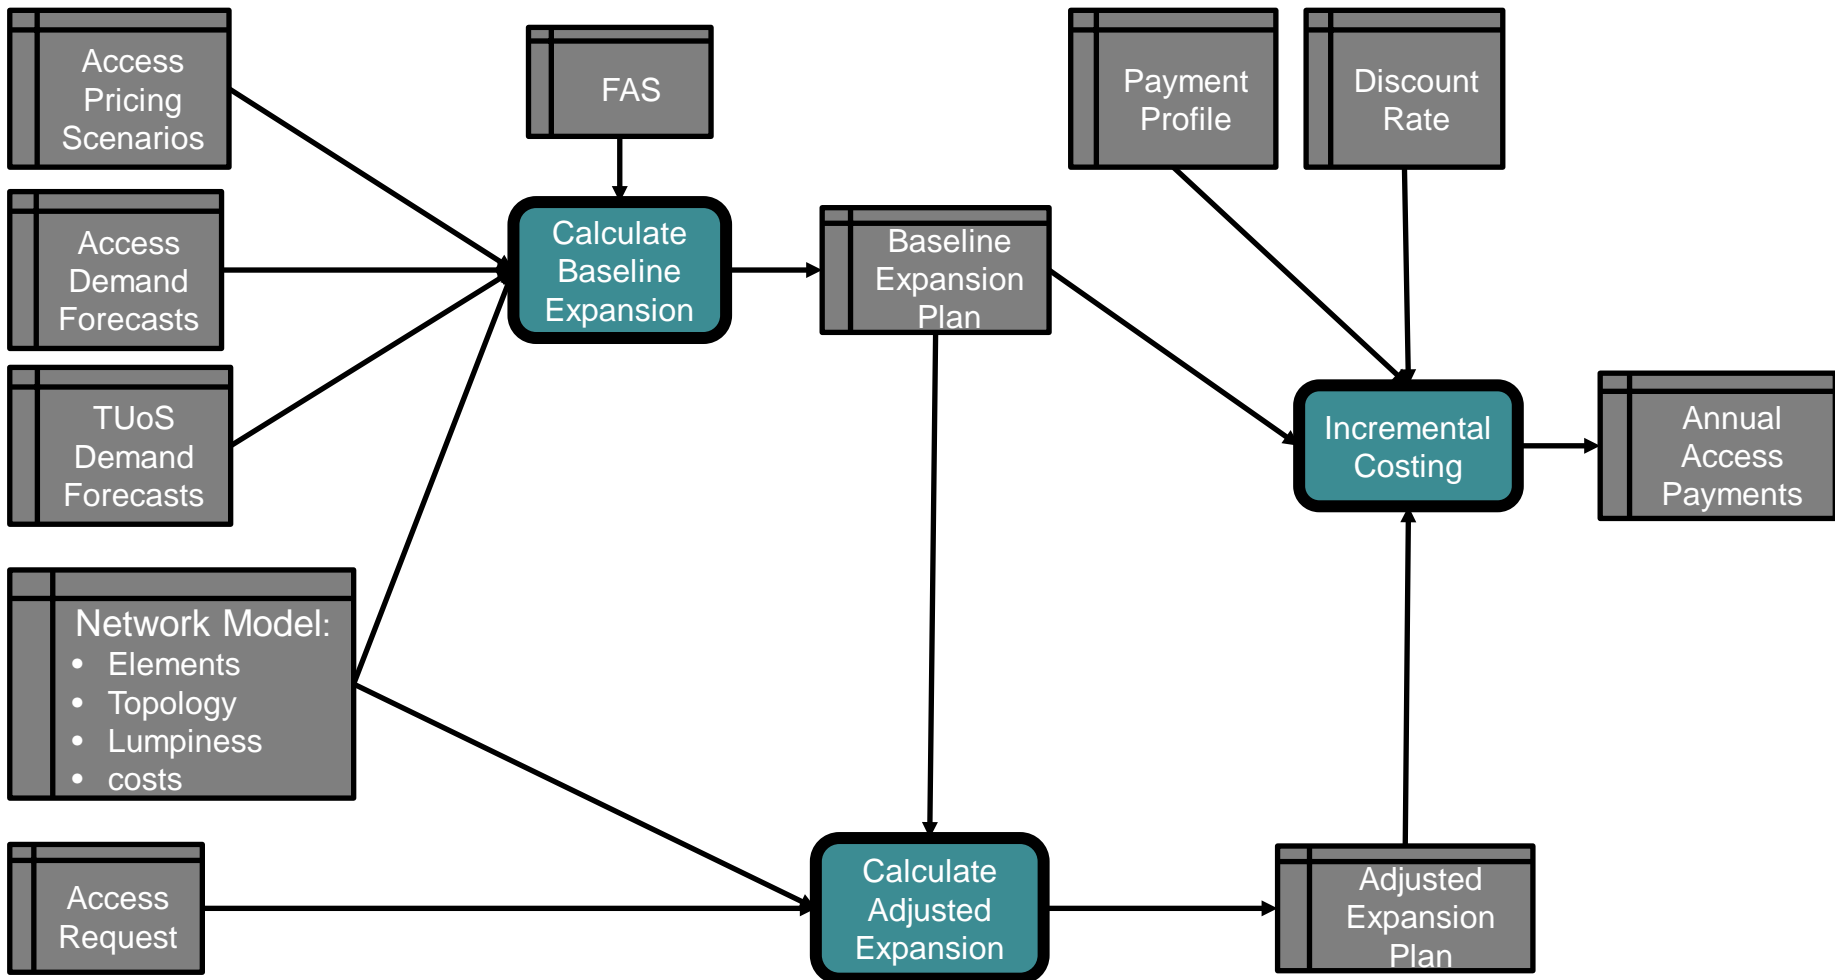 Access
Pricing
Scenarios
FAS
Payment
Profile
Discount
Rate
Access
Demand
Forecasts
Calculate
Baseline
Expansion
Baseline
Expansion
Plan
TUoS
Demand
Forecasts
Incremental
Costing
Annual
Access
Payments
Network Model:
• Elements
• Topology
• Lumpiness
• costs
Access
Request
Calculate
Adjusted
Expansion
Adjusted
Expansion
Plan